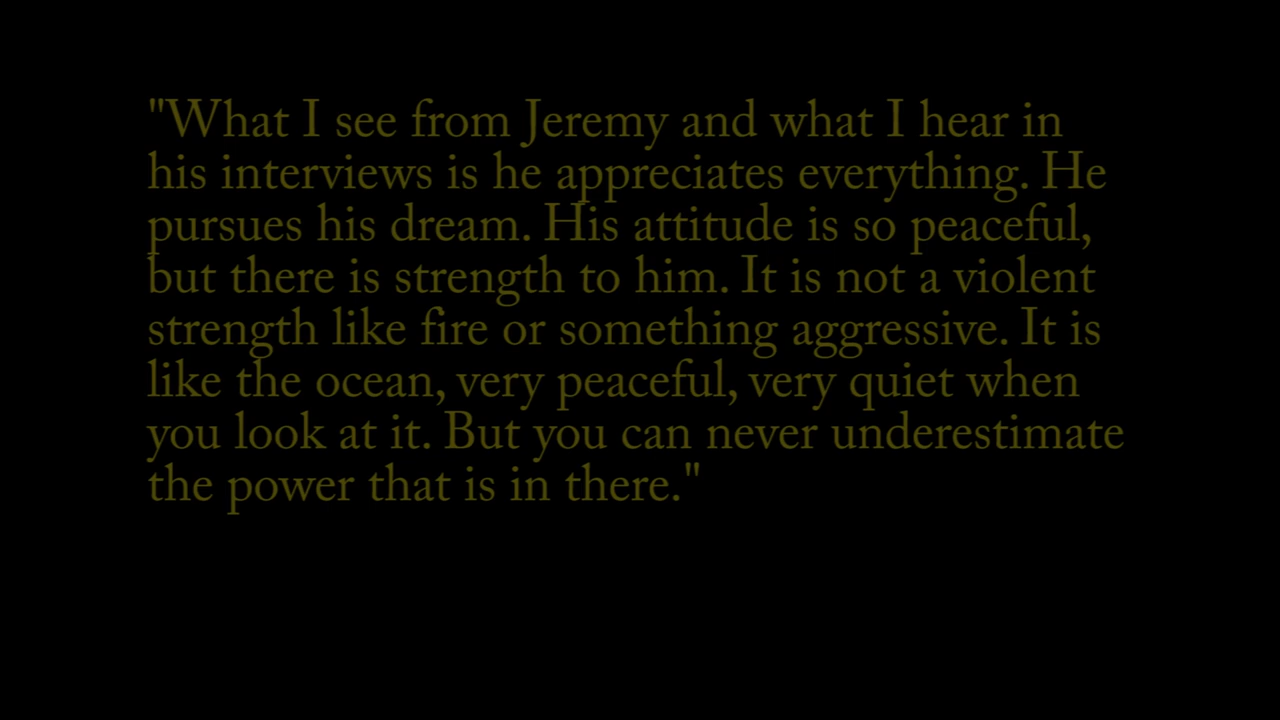 "What I see from Jeremy and what I hear in
his interviews is he appreciates everything. He
pursues his dream. His attitude is so peaceful,
but there is strength to him. It is not a violent
strength like fire or something aggressive. It is
like the ocean, very peaceful, very quiet when
you look at it. But you can never underestimate
the power that is in there."